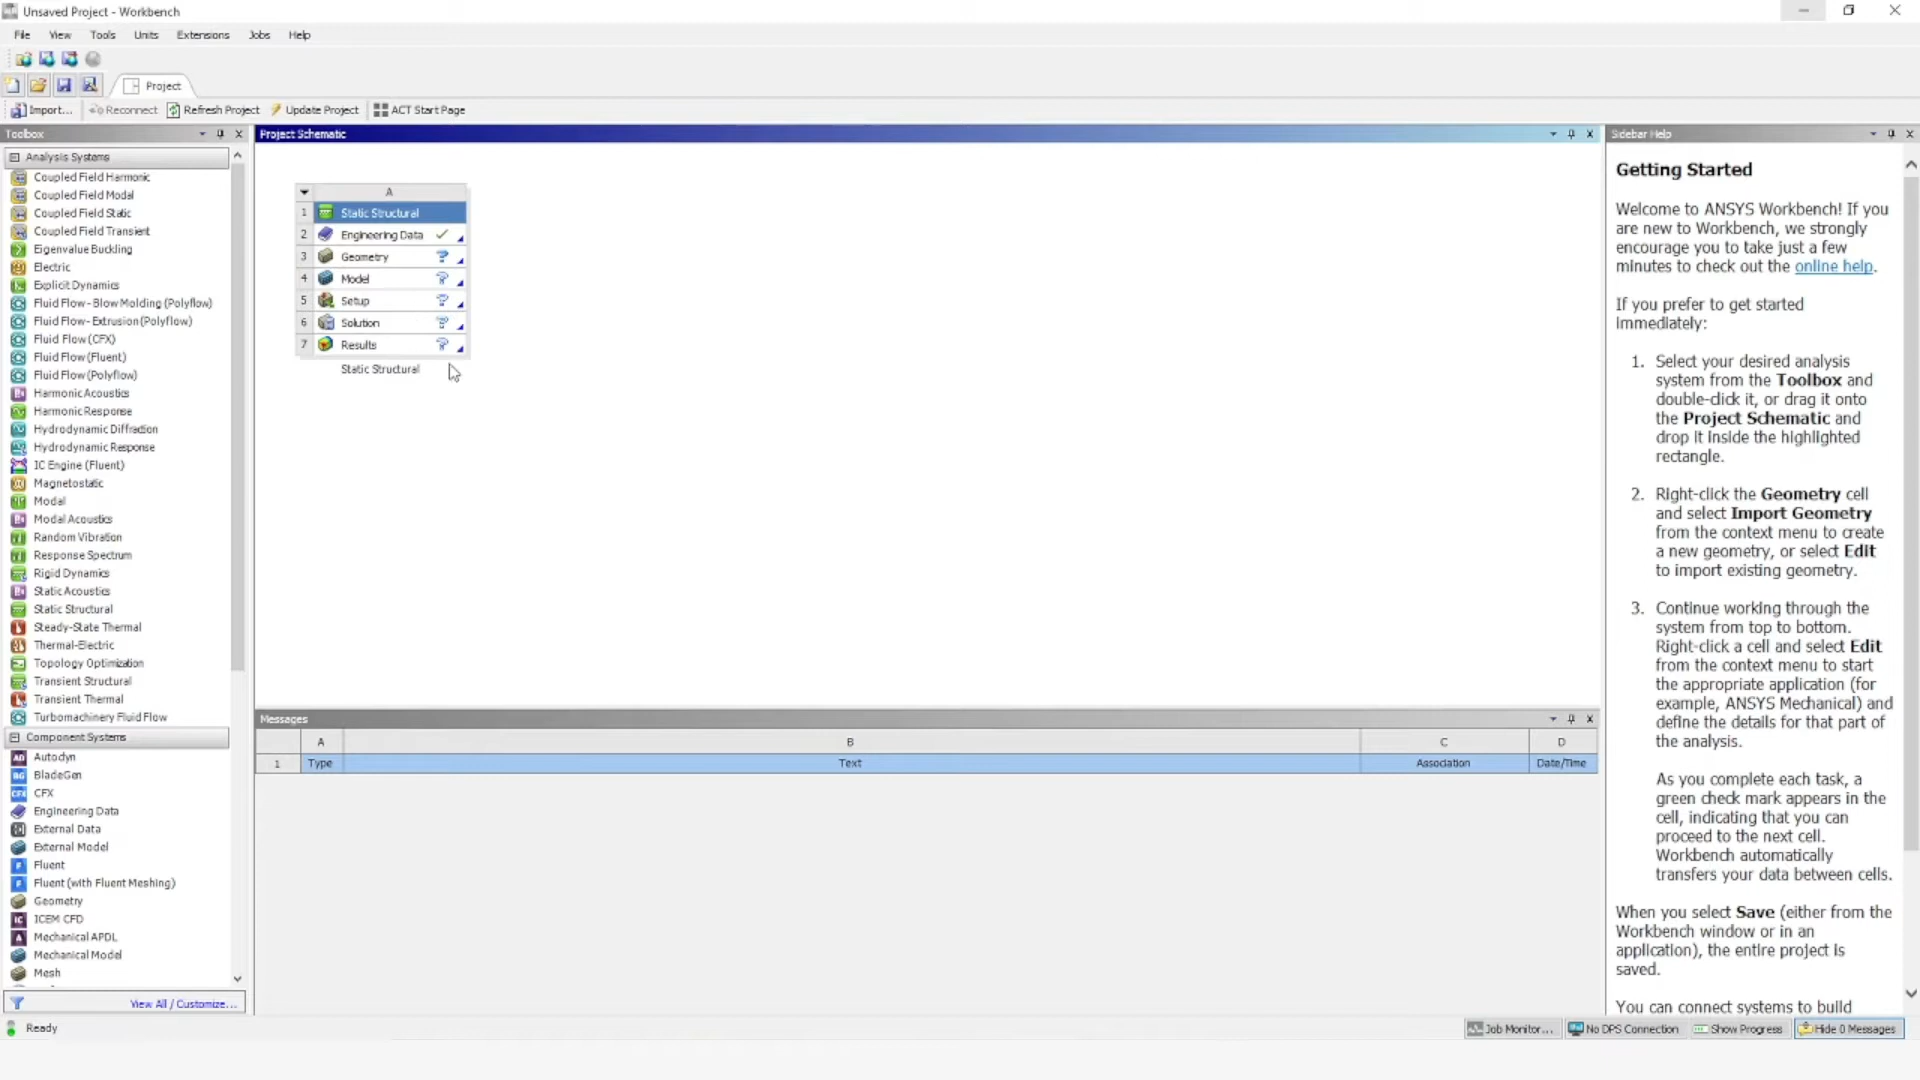 Unsaved Project - Workbench
File View Tools Units Extensions Jobs Help
Project
Import... Reconnect Refresh Project Update Project ACT Start Page
Toolbox
Analysis Systems
Coupled Field Harmonic
Coupled Field Modal
Coupled Field Static
Coupled Field Transient
Eigenvalue Buckling
Electric
Explicit Dynamics
Fluid Flow - Blow Molding (Polyflow)
Fluid Flow - Extrusion (Polyflow)
Fluid Flow (CFX)
Fluid Flow (Fluent)
Fluid Flow (Polyflow)
Harmonic Acoustics
Harmonic Response
Hydrodynamic Diffraction
Hydrodynamic Response
IC Engine (Fluent)
Magnetostatic
Modal
Modal Acoustics
Random Vibration
Response Spectrum
Rigid Dynamics
Static Acoustics
Static Structural
Steady-State Thermal
Thermal-Electric
Topology Optimization
Transient Structural
Transient Thermal
Turbomachinery Fluid Flow
Component Systems
Autodyn
BladeGen
CFX
Engineering Data
External Data
External Model
Fluent
Fluent (with Fluent Meshing)
Geometry
ICEM CFD
Mechanical APDL
Mechanical Model
Mesh
View All / Customize...
Project Schematic
A
1 Static Structural
2 Engineering Data
3 Geometry
4 Model
5 Setup
6 Solution
7 Results
Static Structural
Messages
A B C D
1 Type Text Association Date/Time
Sidebar Help
Getting Started
Welcome to ANSYS Workbench! If you
are new to Workbench, we strongly
encourage you to take just a few
minutes to check out the online help.
If you prefer to get started
immediately:
1. Select your desired analysis
system from the Toolbox and
double-click it, or drag it onto
the Project Schematic and
drop it inside the highlighted
rectangle.
2. Right-click the Geometry cell
and select Import Geometry
from the context menu to create
a new geometry, or select Edit
to import existing geometry.
3. Continue working through the
system from top to bottom.
Right-click a cell and select Edit
from the context menu to start
the appropriate application (for
example, ANSYS Mechanical) and
define the details for that part of
the analysis.
As you complete each task, a
green check mark appears in the
cell, indicating that you can
proceed to the next cell.
Workbench automatically
transfers your data between cells.
When you select Save (either from the
Workbench window or in an
application), the entire project is
saved.
You can connect systems to build
Ready
Job Monitor... No DPS Connection Show Progress Hide 0 Messages